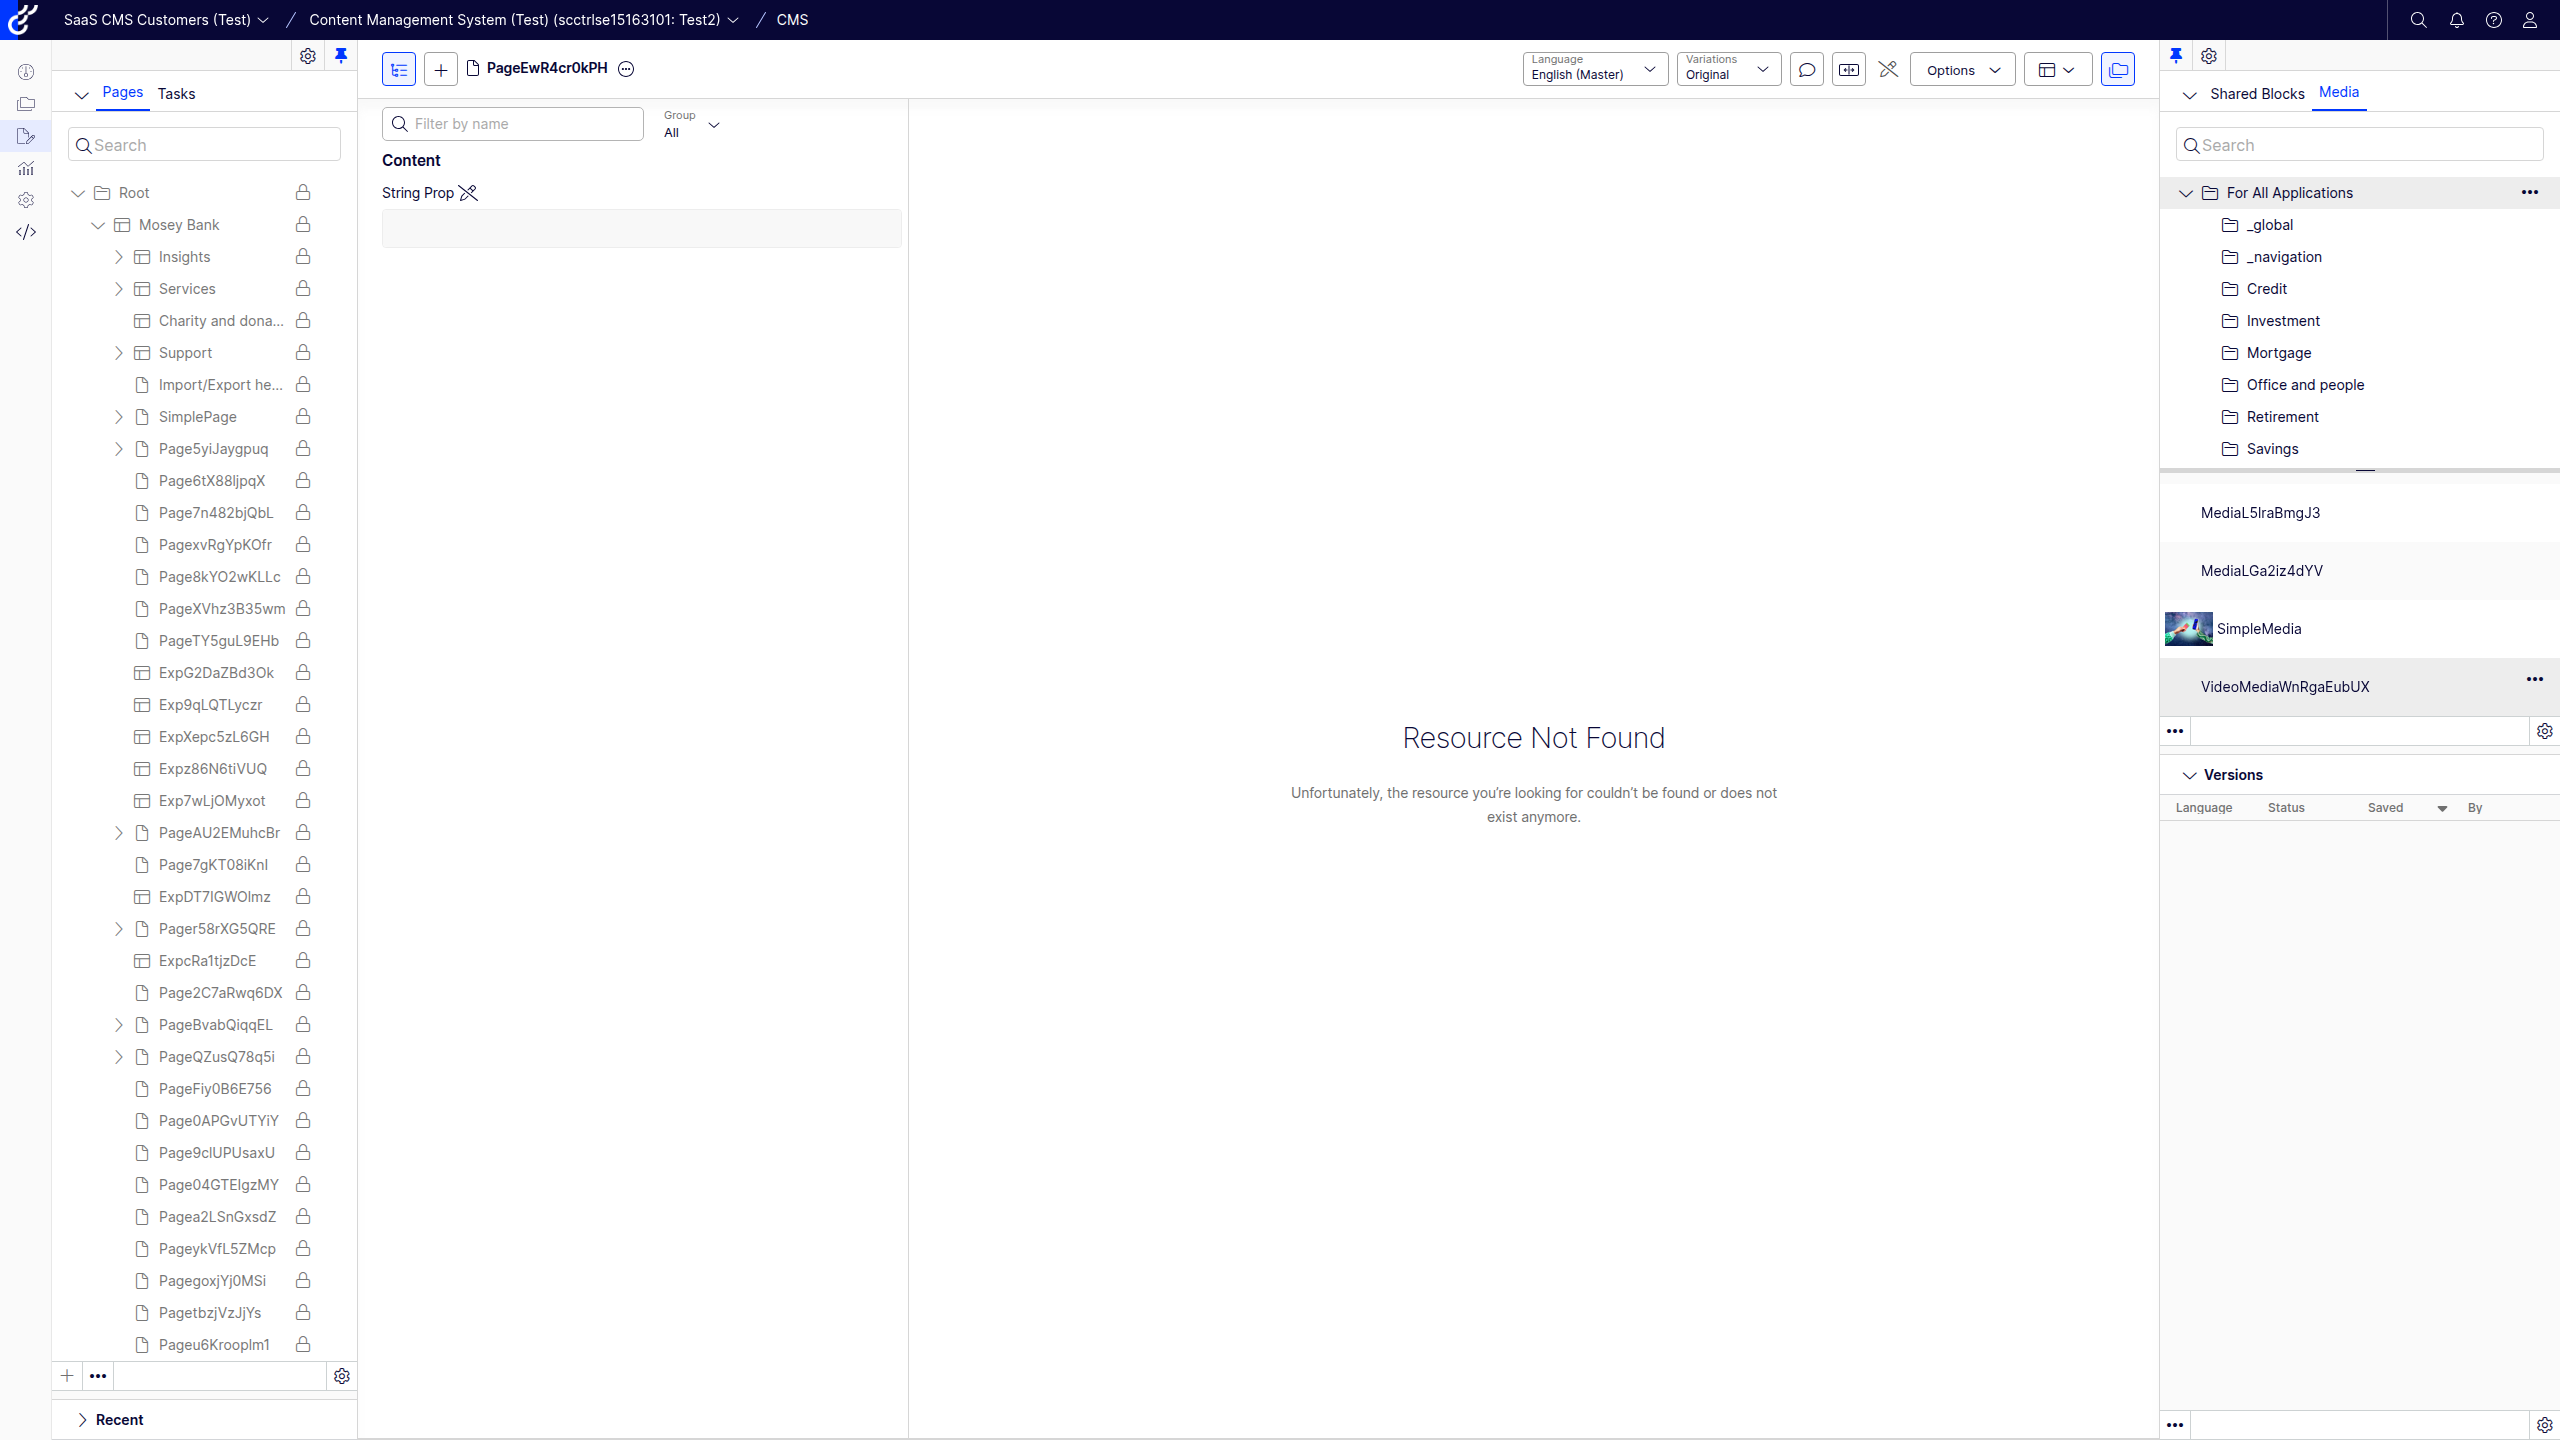 SaaS CMS Customers (Test)
Content Management System (Test) (scctrlse15163101: Test2)
CMS
Pages
Tasks
Search
Root
Mosey Bank
Insights
Services
Charity and dona...
Support
Import/Export he...
SimplePage
Page5yiJaygpuq
Page6tX88ljpqX
Page7n482bjQbL
PagexvRgYpKOfr
Page8kYO2wKLLc
PageXVhz3B35wm
PageTY5guL9EHb
ExpG2DaZBd3Ok
Exp9qLQTLyczr
ExpXepc5zL6GH
Expz86N6tiVUQ
Exp7wLjOMyxot
PageAU2EMuhcBr
Page7gKT08iKnI
ExpDT7IGWOlmz
Pager58rXG5QRE
ExpcRa1tjzDcE
Page2C7aRwq6DX
PageBvabQiqqEL
PageQZusQ78q5i
PageFiy0B6E756
Page0APGvUTYiY
Page9clUPUsaxU
Page04GTEIgzMY
Pagea2LSnGxsdZ
PageykVfL5ZMcp
PagegoxjYj0MSi
PagetbzjVzJjYs
Pageu6Krooplm1
Recent
PageEwR4cr0kPH
Language
English (Master)
Variations
Original
Options
Filter by name
Group
All
Content
String Prop
Resource Not Found
Unfortunately, the resource you’re looking for couldn’t be found or does not
exist anymore.
Shared Blocks
Media
Search
For All Applications
_global
_navigation
Credit
Investment
Mortgage
Office and people
Retirement
Savings
MediaL5IraBmgJ3
MediaLGa2iz4dYV
SimpleMedia
VideoMediaWnRgaEubUX
Versions
Language
Status
Saved
By